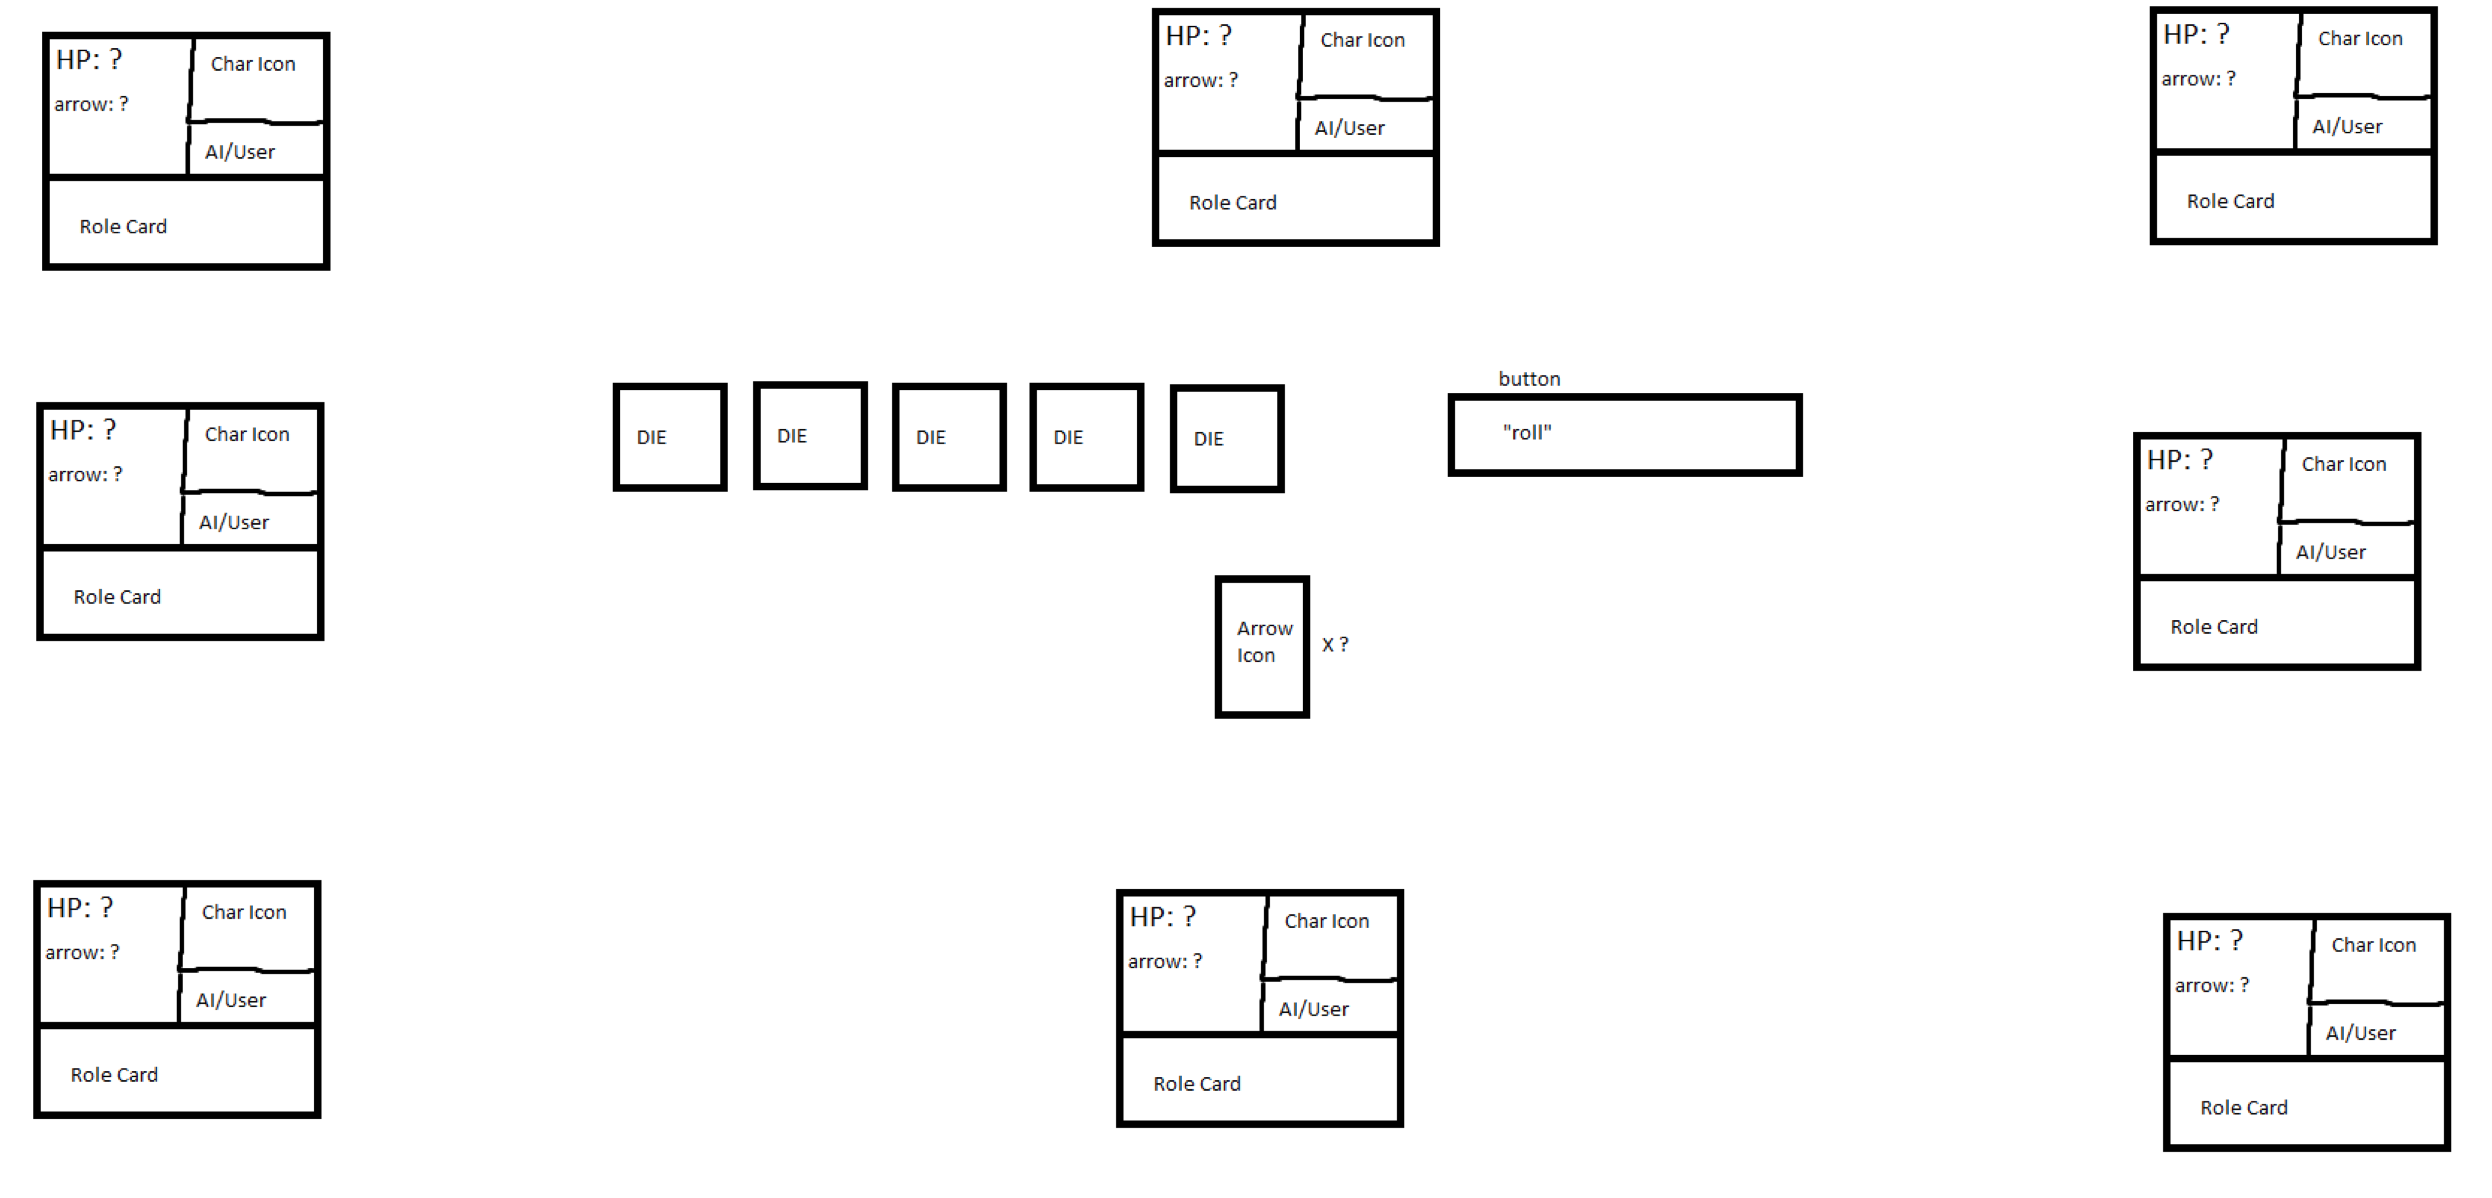 HP: ?
Char Icon
arrow: ?
AI/User
Role Card
HP: ?
Char Icon
arrow: ?
AI/User
Role Card
HP: ?
Char Icon
arrow: ?
AI/User
Role Card
HP: ?
Char Icon
arrow: ?
AI/User
Role Card
DIE
DIE
DIE
DIE
DIE
button
"roll"
HP: ?
Char Icon
arrow: ?
AI/User
Role Card
Arrow
Icon
X ?
HP: ?
Char Icon
arrow: ?
AI/User
Role Card
HP: ?
Char Icon
arrow: ?
AI/User
Role Card
HP: ?
Char Icon
arrow: ?
AI/User
Role Card